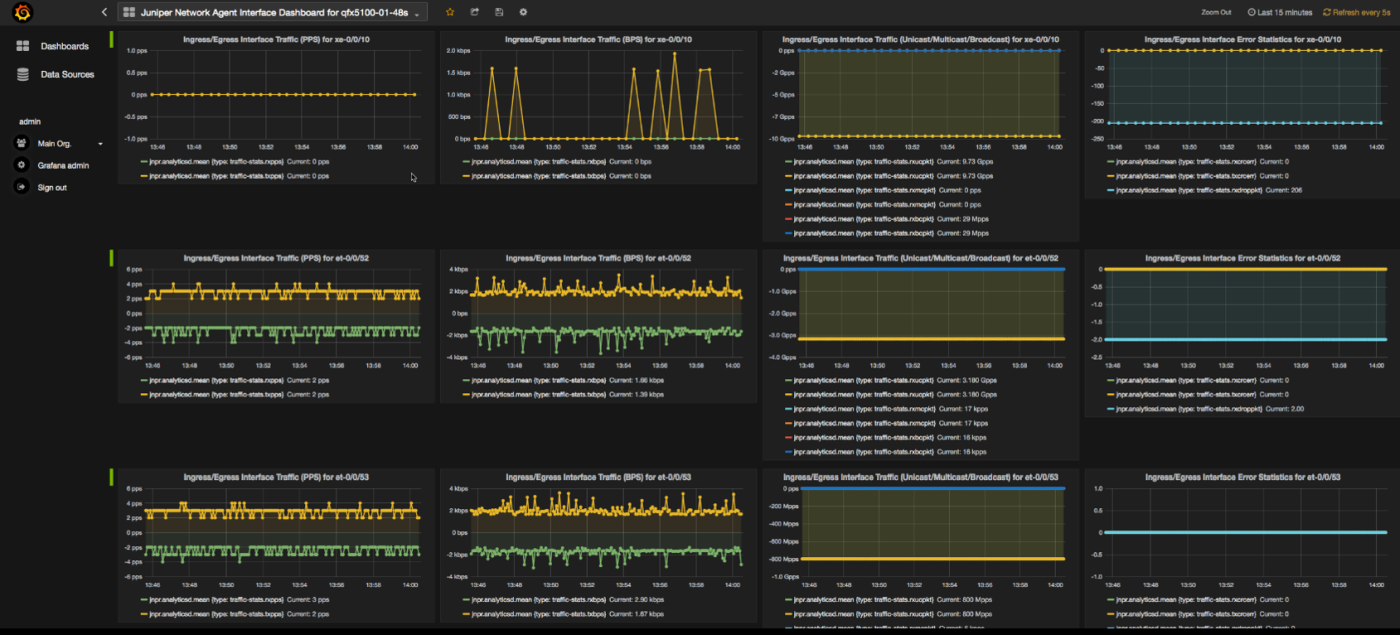 Juniper Network Agent Interface Dashboard for qfx5100-01-48s
Zoom Out Last 15 minutes Refresh every 5s
Dashboards
Data Sources
admin
Main Org.
Grafana admin
Sign out
Ingress/Egress Interface Traffic (PPS) for xe-0/0/10
1.0 pps
0.5 pps
0 pps
-0.5 pps
-1.0 pps
13:46 13:48 13:50 13:52 13:54 13:56 13:58 14:00
jnpr.analyticsd.mean {type: traffic-stats.rxpps} Current: 0 pps
jnpr.analyticsd.mean {type: traffic-stats.txpps} Current: 0 pps
Ingress/Egress Interface Traffic (BPS) for xe-0/0/10
2.0 kbps
1.5 kbps
1.0 kbps
500 bps
0 bps
13:46 13:48 13:50 13:52 13:54 13:56 13:58 14:00
jnpr.analyticsd.mean {type: traffic-stats.rxbps} Current: 0 bps
jnpr.analyticsd.mean {type: traffic-stats.txbps} Current: 0 bps
Ingress/Egress Interface Traffic (Unicast/Multicast/Broadcast) for xe-0/0/10
0 pps
-2 Gpps
-5 Gpps
-7 Gpps
-10 Gpps
13:46 13:48 13:50 13:52 13:54 13:56 13:58 14:00
jnpr.analyticsd.mean {type: traffic-stats.rxucpkt} Current: 9.73 Gpps
jnpr.analyticsd.mean {type: traffic-stats.rxucpkt} Current: 9.73 Gpps
jnpr.analyticsd.mean {type: traffic-stats.rxmcpkt} Current: 0 pps
jnpr.analyticsd.mean {type: traffic-stats.rxmcpkt} Current: 0 pps
jnpr.analyticsd.mean {type: traffic-stats.rxbcpkt} Current: 29 Mpps
jnpr.analyticsd.mean {type: traffic-stats.rxbcpkt} Current: 29 Mpps
Ingress/Egress Interface Error Statistics for xe-0/0/10
0
-50
-100
-150
-200
-250
13:46 13:48 13:50 13:52 13:54 13:56 13:58 14:00
jnpr.analyticsd.mean {type: traffic-stats.rxcrcerr} Current: 0
jnpr.analyticsd.mean {type: traffic-stats.txcrcerr} Current: 0
jnpr.analyticsd.mean {type: traffic-stats.rxdroppkt} Current: 206
Ingress/Egress Interface Traffic (PPS) for et-0/0/52
6 pps
4 pps
2 pps
0 pps
-2 pps
-4 pps
-6 pps
13:46 13:48 13:50 13:52 13:54 13:56 13:58 14:00
jnpr.analyticsd.mean {type: traffic-stats.rxpps} Current: 2 pps
jnpr.analyticsd.mean {type: traffic-stats.txpps} Current: 2 pps
Ingress/Egress Interface Traffic (BPS) for et-0/0/52
4 kbps
2 kbps
0 bps
-2 kbps
-4 kbps
13:46 13:48 13:50 13:52 13:54 13:56 13:58 14:00
jnpr.analyticsd.mean {type: traffic-stats.rxbps} Current: 1.86 kbps
jnpr.analyticsd.mean {type: traffic-stats.txbps} Current: 1.39 kbps
Ingress/Egress Interface Traffic (Unicast/Multicast/Broadcast) for et-0/0/52
0 pps
-1.0 Gpps
-2.0 Gpps
-3.0 Gpps
-4.0 Gpps
13:46 13:48 13:50 13:52 13:54 13:56 13:58 14:00
jnpr.analyticsd.mean {type: traffic-stats.rxucpkt} Current: 3.180 Gpps
jnpr.analyticsd.mean {type: traffic-stats.rxucpkt} Current: 3.180 Gpps
jnpr.analyticsd.mean {type: traffic-stats.rxmcpkt} Current: 17 kpps
jnpr.analyticsd.mean {type: traffic-stats.rxmcpkt} Current: 17 kpps
jnpr.analyticsd.mean {type: traffic-stats.rxbcpkt} Current: 16 kpps
jnpr.analyticsd.mean {type: traffic-stats.rxbcpkt} Current: 16 kpps
Ingress/Egress Interface Error Statistics for et-0/0/52
0
-0.5
-1.0
-1.5
-2.0
-2.5
13:46 13:48 13:50 13:52 13:54 13:56 13:58 14:00
jnpr.analyticsd.mean {type: traffic-stats.rxcrcerr} Current: 0
jnpr.analyticsd.mean {type: traffic-stats.txcrcerr} Current: 0
jnpr.analyticsd.mean {type: traffic-stats.rxdroppkt} Current: 2.00
Ingress/Egress Interface Traffic (PPS) for et-0/0/53
6 pps
4 pps
2 pps
0 pps
-2 pps
-4 pps
-6 pps
13:46 13:48 13:50 13:52 13:54 13:56 13:58 14:00
jnpr.analyticsd.mean {type: traffic-stats.rxpps} Current: 3 pps
jnpr.analyticsd.mean {type: traffic-stats.txpps} Current: 2 pps
Ingress/Egress Interface Traffic (BPS) for et-0/0/53
4 kbps
2 kbps
0 bps
-2 kbps
-4 kbps
13:46 13:48 13:50 13:52 13:54 13:56 13:58 14:00
jnpr.analyticsd.mean {type: traffic-stats.rxbps} Current: 2.90 kbps
jnpr.analyticsd.mean {type: traffic-stats.txbps} Current: 1.87 kbps
Ingress/Egress Interface Traffic (Unicast/Multicast/Broadcast) for et-0/0/53
0 pps
-200 Mpps
-400 Mpps
-600 Mpps
-800 Mpps
-1.0 Gpps
13:46 13:48 13:50 13:52 13:54 13:56 13:58 14:00
jnpr.analyticsd.mean {type: traffic-stats.rxucpkt} Current: 800 Mpps
jnpr.analyticsd.mean {type: traffic-stats.rxucpkt} Current: 800 Mpps
Ingress/Egress Interface Error Statistics for et-0/0/53
1.0
0.5
0
-0.5
-1.0
13:46 13:48 13:50 13:52 13:54 13:56 13:58 14:00
jnpr.analyticsd.mean {type: traffic-stats.rxcrcerr} Current: 0
jnpr.analyticsd.mean {type: traffic-stats.txcrcerr} Current: 0